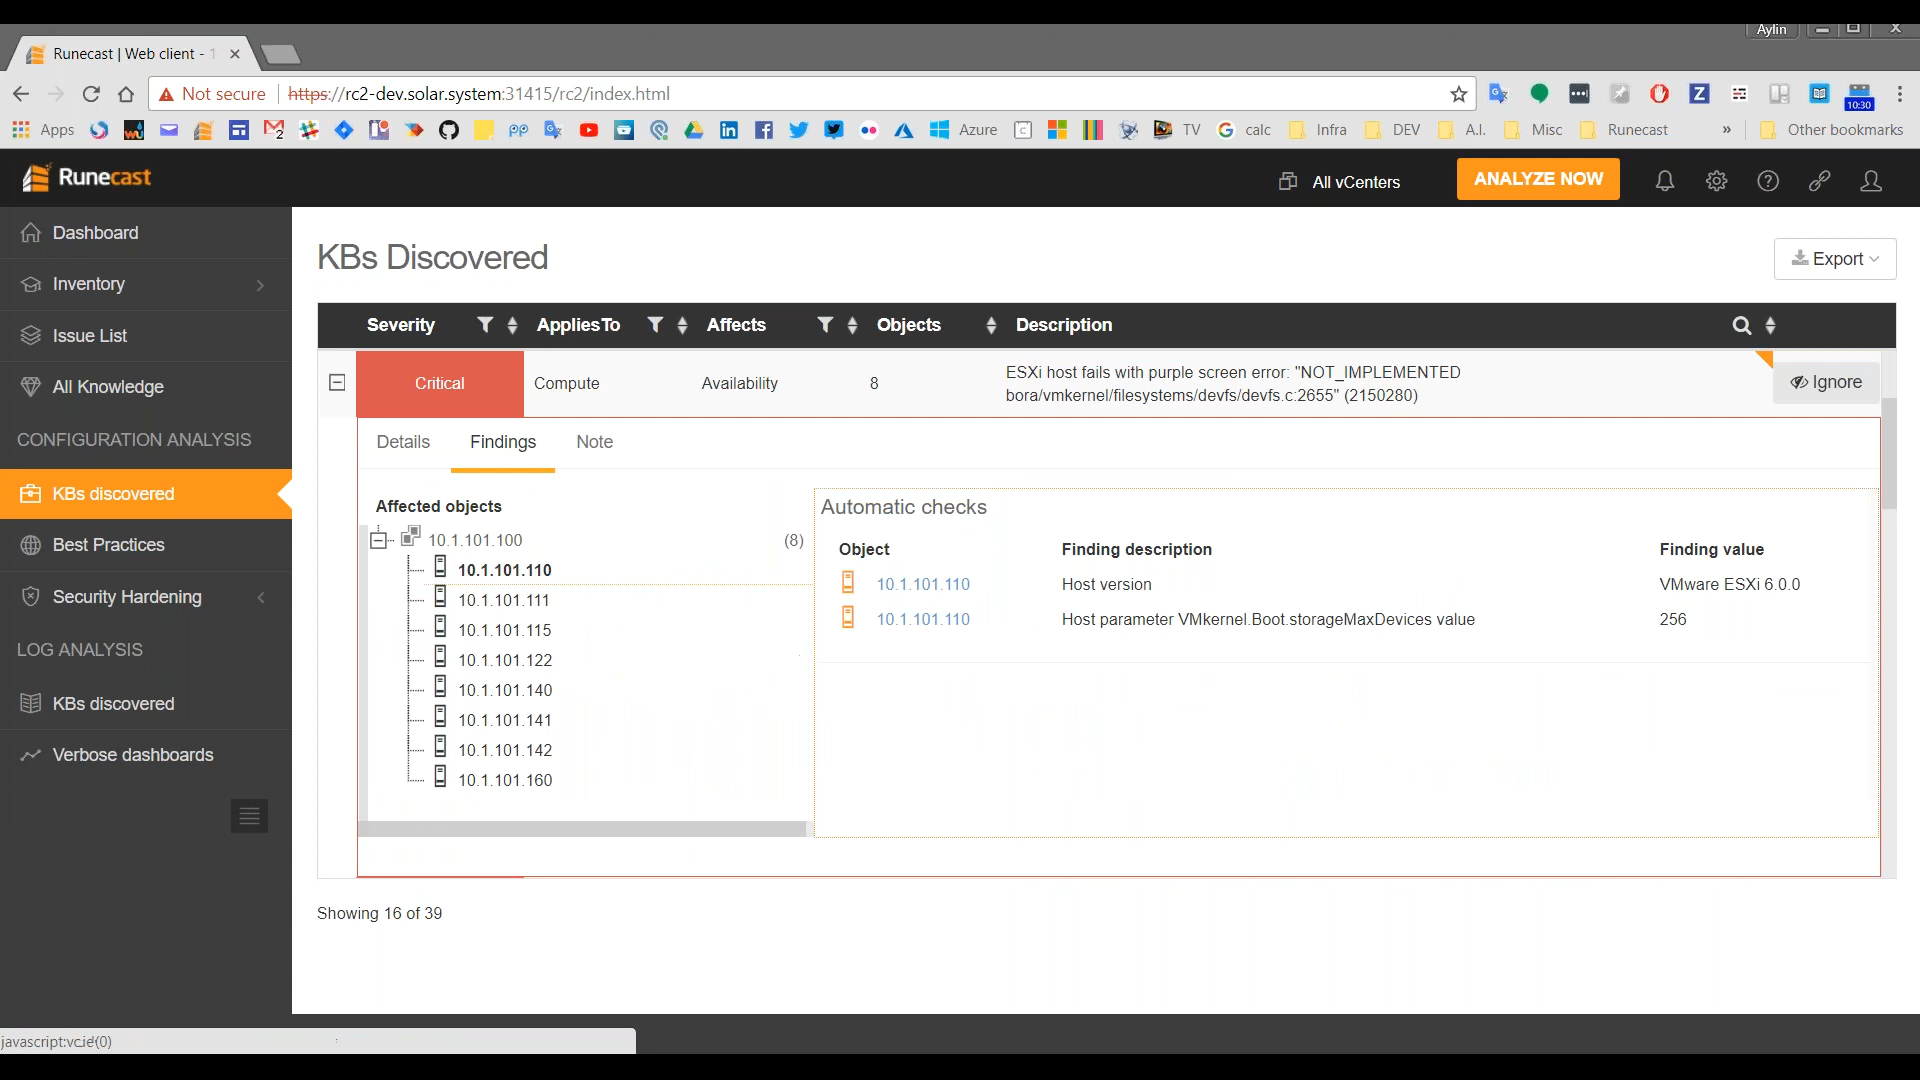 Aylin
Runecast | Web client - 1
Not secure https://rc2-dev.solar.system:31415/rc2/index.html
10:30
Apps Azure TV calc Infra DEV A.I. Misc Runecast » Other bookmarks
Runecast All vCenters ANALYZE NOW
Dashboard
Inventory
Issue List
All Knowledge
CONFIGURATION ANALYSIS
KBs discovered
Best Practices
Security Hardening
LOG ANALYSIS
KBs discovered
Verbose dashboards
KBs Discovered
Export
Severity AppliesTo Affects Objects Description
Critical Compute Availability 8 ESXi host fails with purple screen error: "NOT_IMPLEMENTED
bora/vmkernel/filesystems/devfs/devfs.c:2655" (2150280)
Ignore
Details Findings Note
Affected objects
10.1.101.100 (8)
10.1.101.110
10.1.101.111
10.1.101.115
10.1.101.122
10.1.101.140
10.1.101.141
10.1.101.142
10.1.101.160
Automatic checks
Object Finding description Finding value
10.1.101.110 Host version VMware ESXi 6.0.0
10.1.101.110 Host parameter VMkernel.Boot.storageMaxDevices value 256
Showing 16 of 39